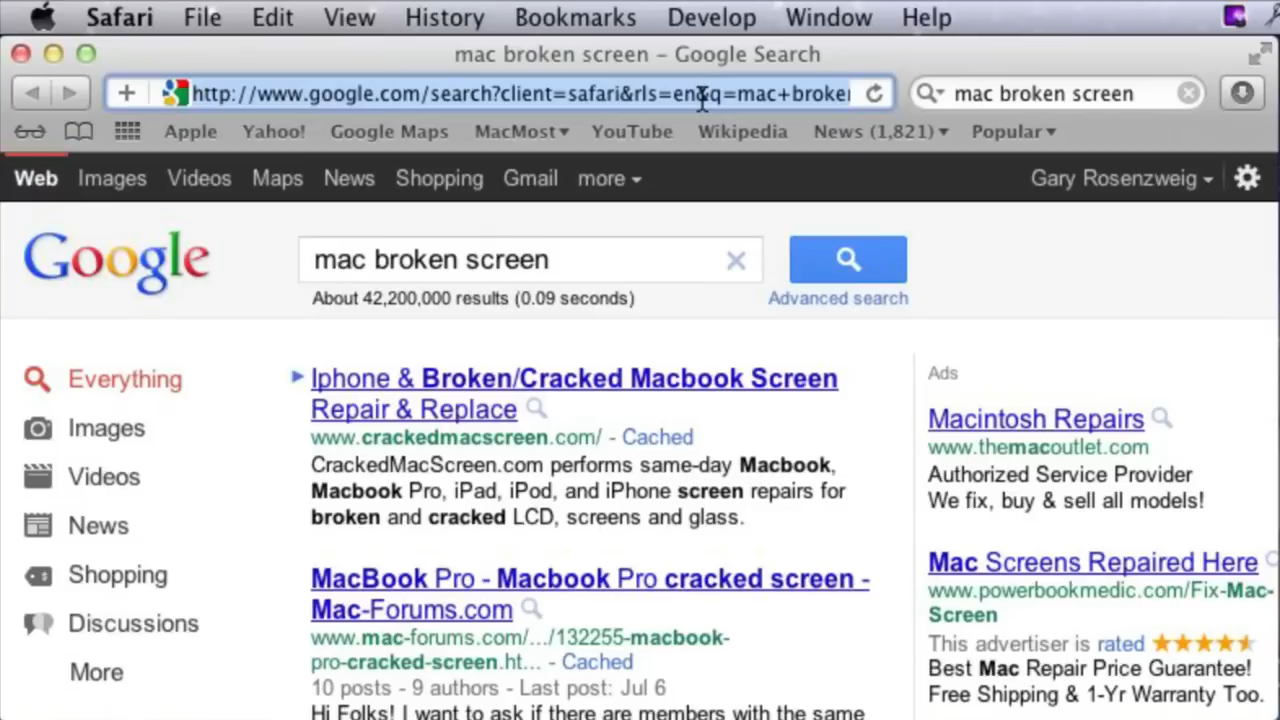 Safari File Edit View History Bookmarks Develop Window Help
mac broken screen – Google Search
http://www.google.com/search?client=safari&rls=en&q=mac+broken
mac broken screen
Apple Yahoo! Google Maps MacMost YouTube Wikipedia News (1,821) Popular
Web Images Videos Maps News Shopping Gmail more
Gary Rosenzweig
Google
mac broken screen
About 42,200,000 results (0.09 seconds)
Advanced search
Everything
Images
Videos
News
Shopping
Discussions
More
Iphone & Broken/Cracked Macbook Screen
Repair & Replace
www.crackedmacscreen.com/ - Cached
CrackedMacScreen.com performs same-day Macbook,
Macbook Pro, iPad, iPod, and iPhone screen repairs for
broken and cracked LCD, screens and glass.
MacBook Pro - Macbook Pro cracked screen -
Mac-Forums.com
www.mac-forums.com/.../132255-macbook-
pro-cracked-screen.ht... - Cached
10 posts - 9 authors - Last post: Jul 6
Hi Folks! I want to ask if there are members with the same
Ads
Macintosh Repairs
www.themacoutlet.com
Authorized Service Provider
We fix, buy & sell all models!
Mac Screens Repaired Here
www.powerbookmedic.com/Fix-Mac-
Screen
This advertiser is rated
Best Mac Repair Price Guarantee!
Free Shipping & 1-Yr Warranty Too.